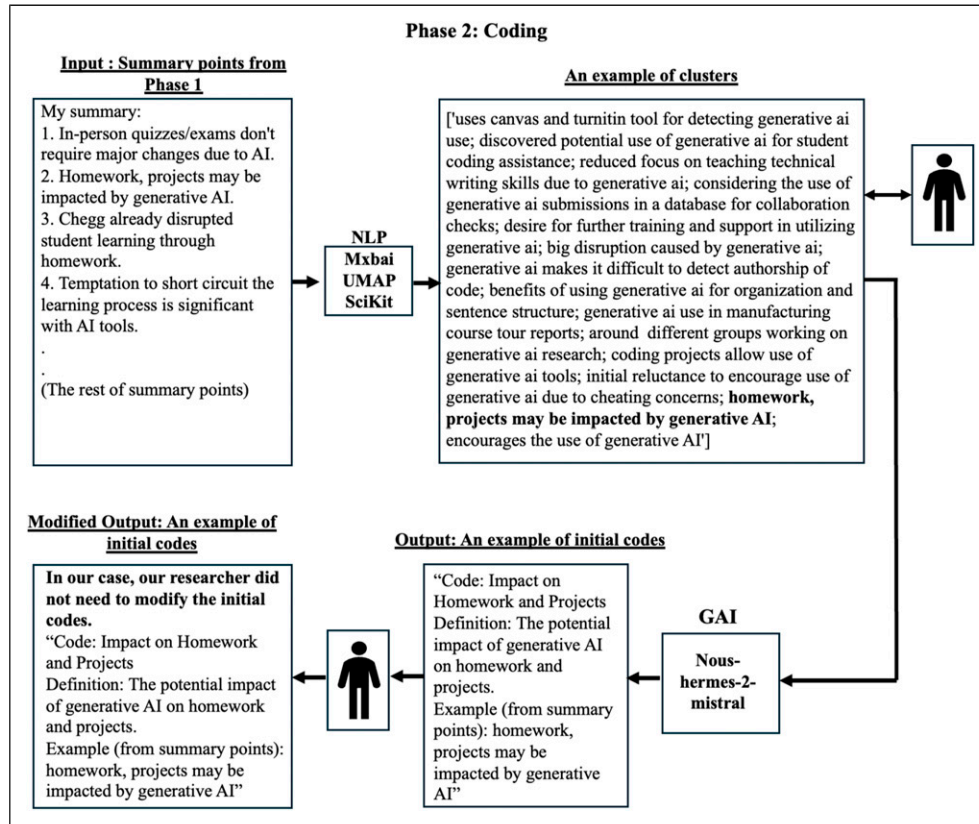 Phase 2: Coding
Input : Summary points from
Phase 1
My summary:
1. In-person quizzes/exams don't
require major changes due to AI.
2. Homework, projects may be
impacted by generative AI.
3. Chegg already disrupted
student learning through
homework.
4. Temptation to short circuit the
learning process is significant
with AI tools.
.
.
(The rest of summary points)
NLP
Mxbai
UMAP
SciKit
An example of clusters
['uses canvas and turnitin tool for detecting generative ai
use; discovered potential use of generative ai for student
coding assistance; reduced focus on teaching technical
writing skills due to generative ai; considering the use of
generative ai submissions in a database for collaboration
checks; desire for further training and support in utilizing
generative ai; big disruption caused by generative ai;
generative ai makes it difficult to detect authorship of
code; benefits of using generative ai for organization and
sentence structure; generative ai use in manufacturing
course tour reports; around different groups working on
generative ai research; coding projects allow use of
generative ai tools; initial reluctance to encourage use of
generative ai due to cheating concerns; homework,
projects may be impacted by generative AI;
encourages the use of generative AI']
GAI
Nous-
hermes-2-
mistral
Output: An example of initial codes
“Code: Impact on
Homework and Projects
Definition: The potential
impact of generative AI
on homework and
projects.
Example (from summary
points): homework,
projects may be
impacted by generative
AI”
Modified Output: An example of
initial codes
In our case, our researcher did
not need to modify the initial
codes.
“Code: Impact on Homework
and Projects
Definition: The potential impact
of generative AI on homework
and projects.
Example (from summary points):
homework, projects may be
impacted by generative AI”